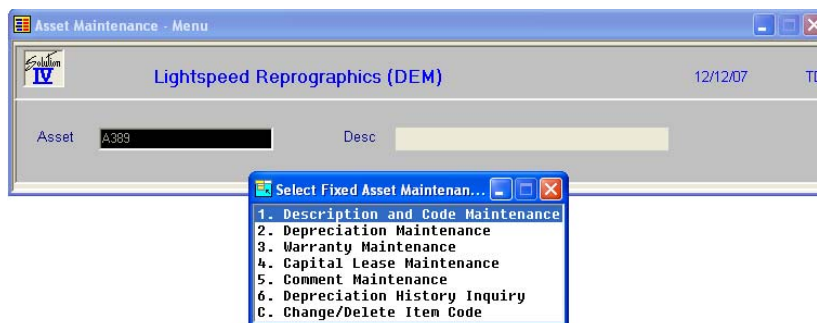 Asset Maintenance - Menu
Solution
IV
Lightspeed Reprographics (DEM)
12/12/07
Asset
A389
Desc
Select Fixed Asset Maintenan...
1. Description and Code Maintenance
2. Depreciation Maintenance
3. Warranty Maintenance
4. Capital Lease Maintenance
5. Comment Maintenance
6. Depreciation History Inquiry
C. Change/Delete Item Code